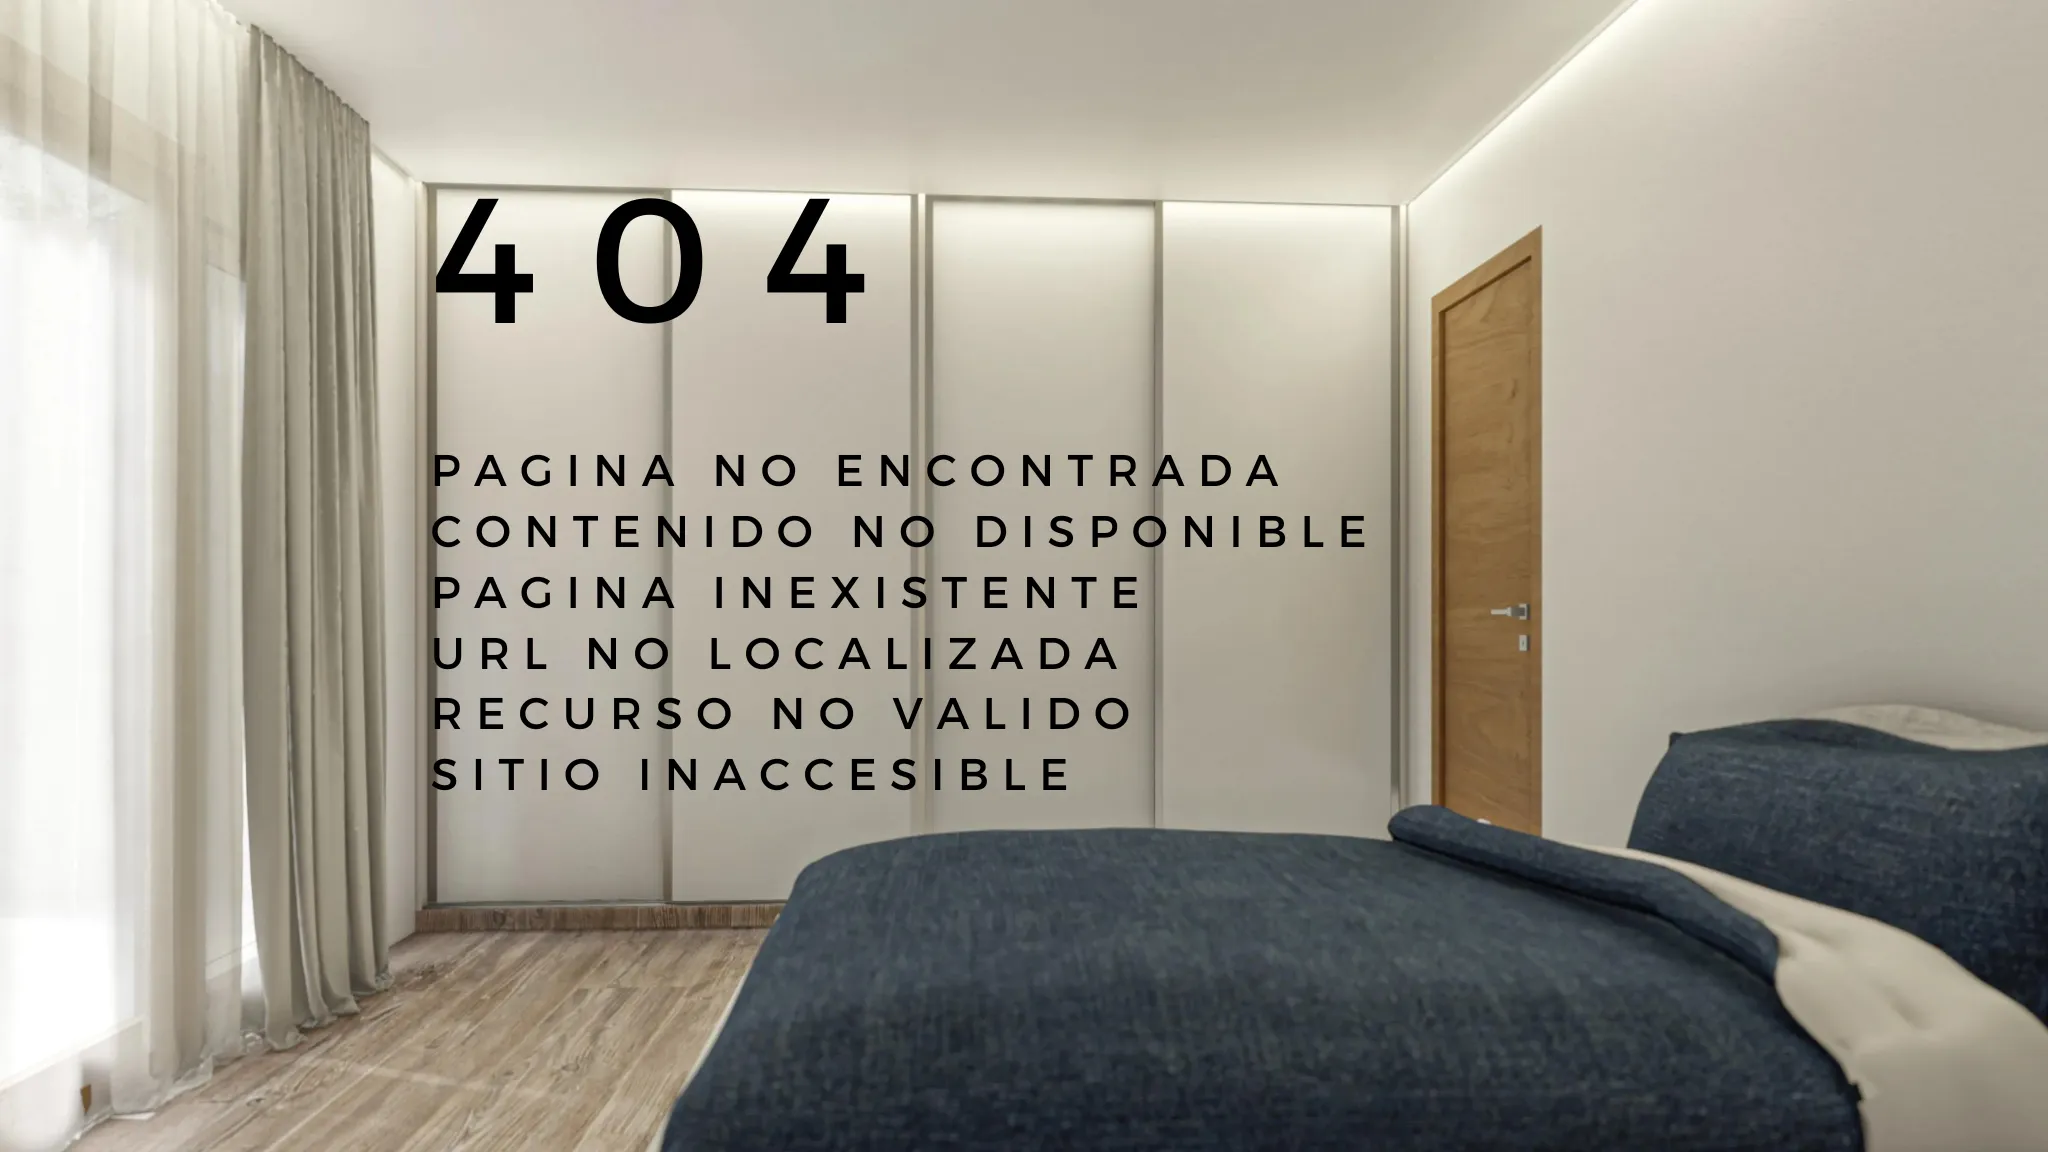 404
PAGINA NO ENCONTRADA
CONTENIDO NO DISPONIBLE
PAGINA INEXISTENTE
URL NO LOCALIZADA
RECURSO NO VALIDO
SITIO INACCESIBLE